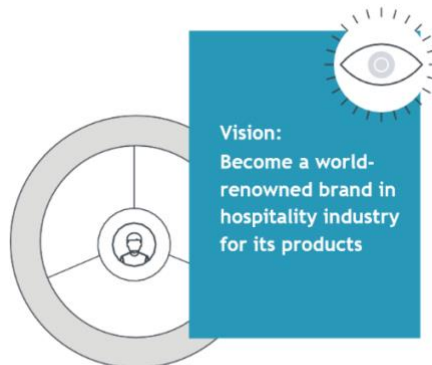 Vision:
Become a world-
renowned brand in
hospitality industry
for its products